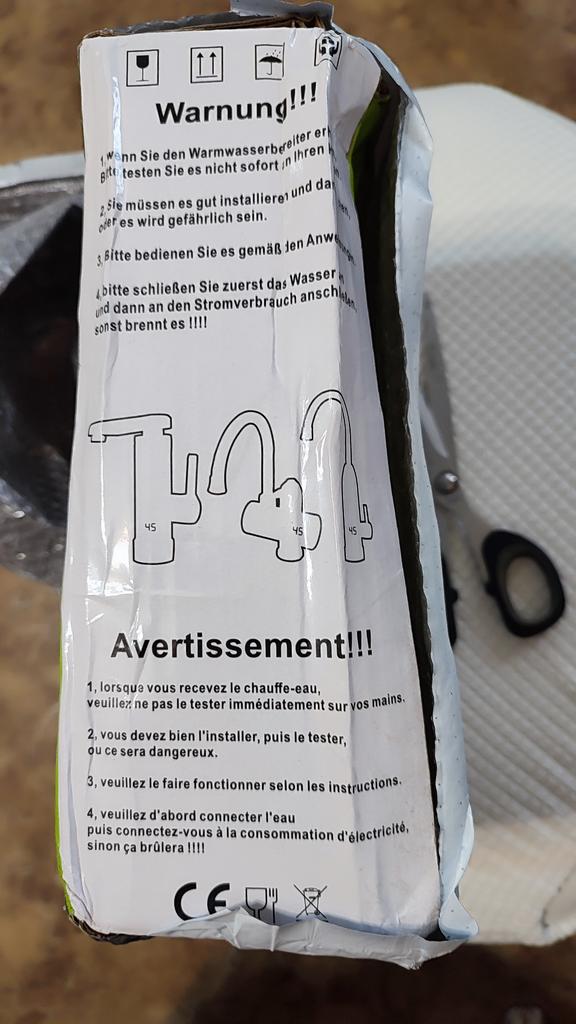 Warnung!!!
1, wenn Sie den Warmwasserbereiter er
Bitte testen Sie es nicht sofort in Ihren
2, Sie müssen es gut installieren und da
oder es wird gefährlich sein.
3, Bitte bedienen Sie es gemäß den Anw
4, bitte schließen Sie zuerst das Wasser
und dann an den Stromverbrauchansch
sonst brennt es !!!!
45
45
45
Avertissement!!!
1, lorsque vous recevez le chauffe-eau,
veuillez ne pas le tester immédiatement sur vos mains.
2, vous devez bien l'installer, puis le tester,
ou ce sera dangereux.
3, veuillez le faire fonctionner selon les instructions.
4, veuillez d'abord connecter l'eau
puis connectez-vous à la consommation d'électricité,
sinon ça brûlera !!!!
CE